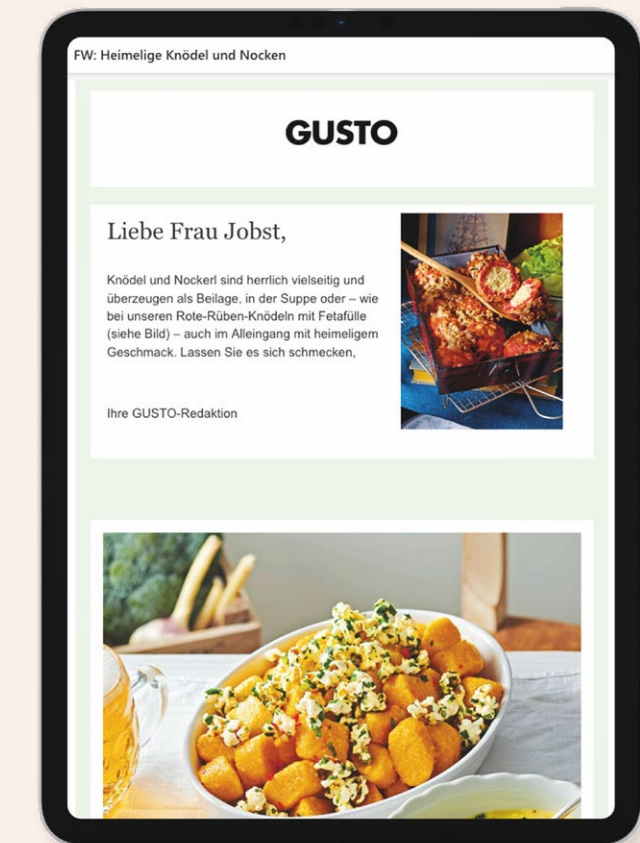 FW: Heimelige Knödel und Nocken
GUSTO
Liebe Frau Jobst,
Knödel und Nockerl sind herrlich vielseitig und
überzeugen als Beilage, in der Suppe oder – wie
bei unseren Rote-Rüben-Knödeln mit Fetafülle
(siehe Bild) – auch im Alleingang mit heimeligem
Geschmack. Lassen Sie es sich schmecken,
Ihre GUSTO-Redaktion